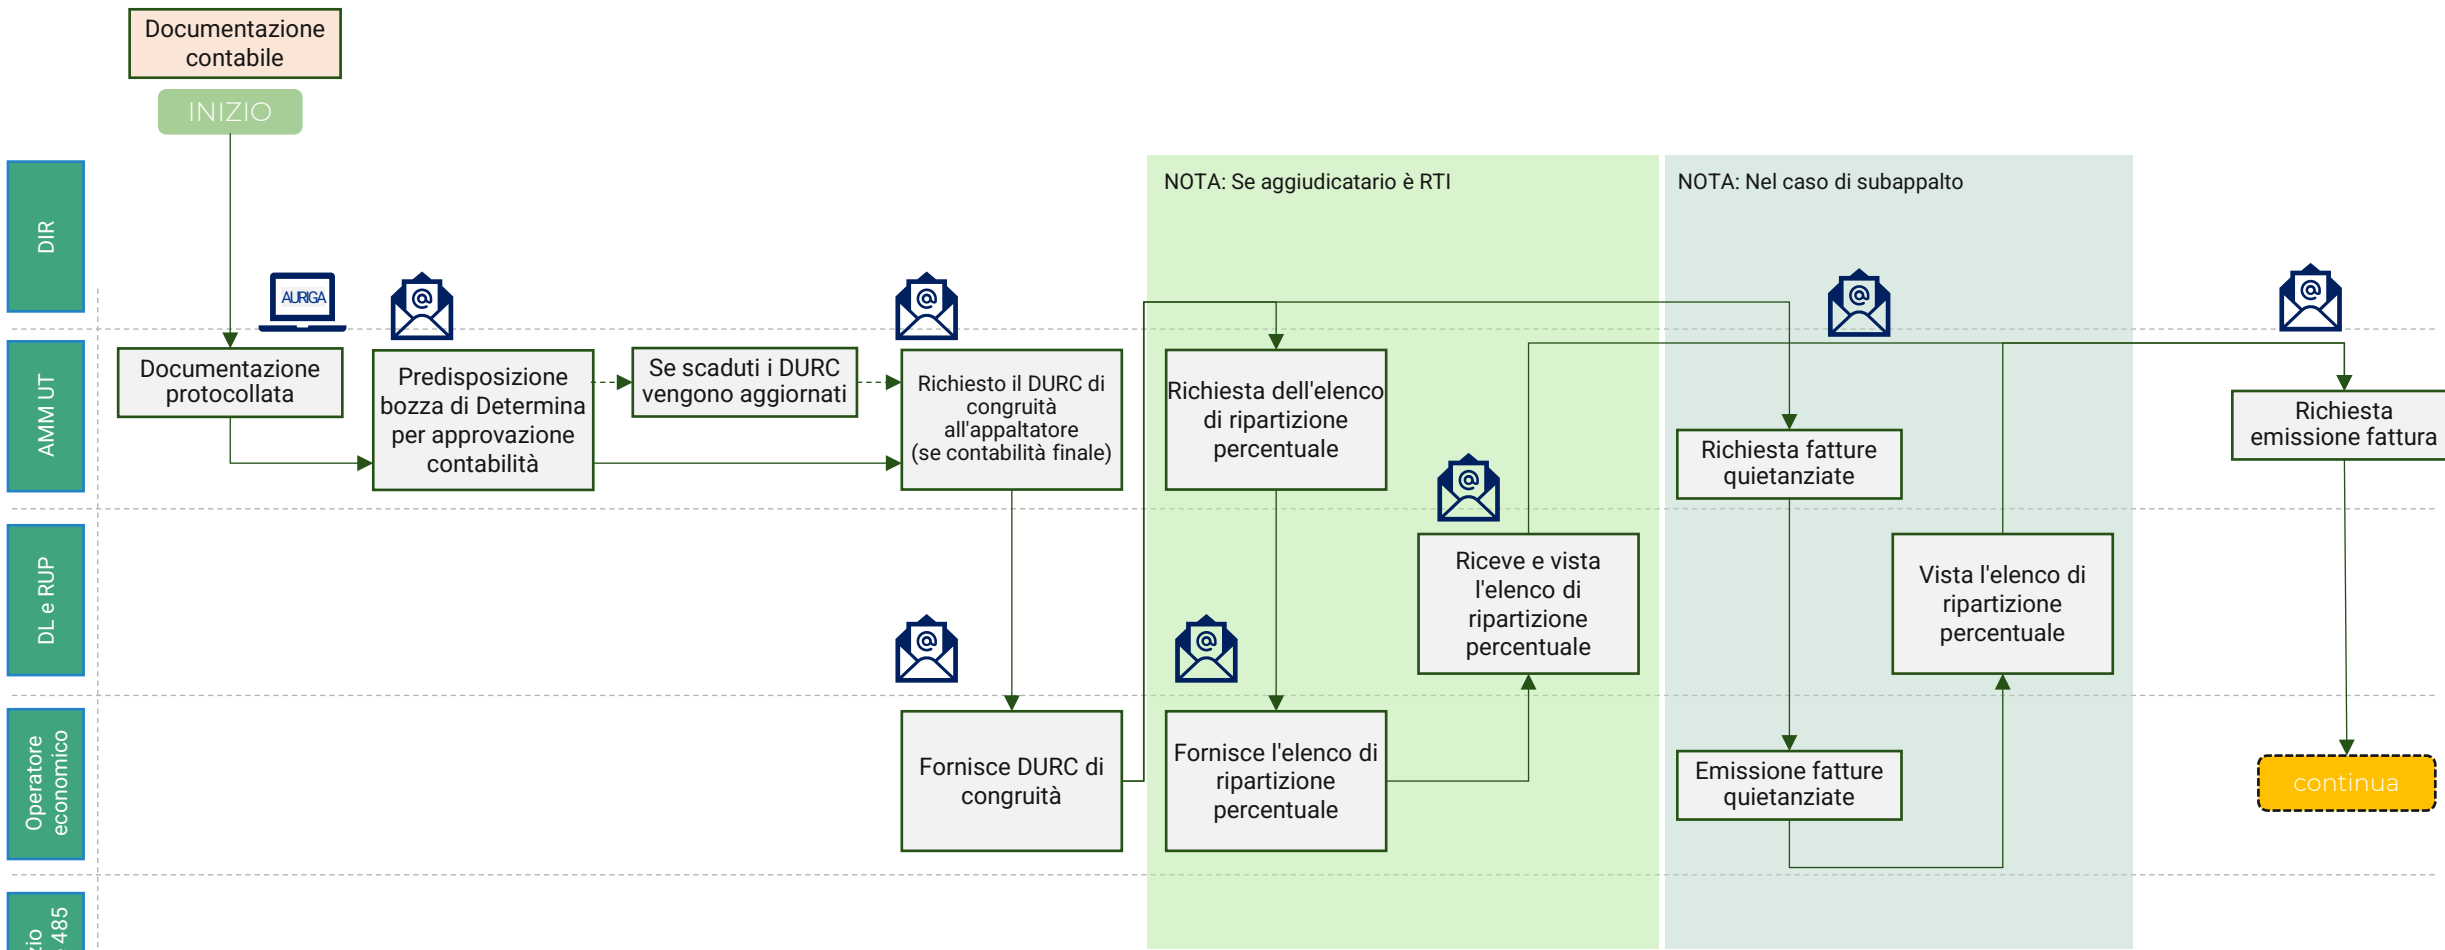 Documentazione
contabile
INIZIO
DIR
NOTA: Se aggiudicatario è RTI
NOTA: Nel caso di subappalto
AURIGA
@
@
@
@
AMM UT
Documentazione
protocollata
Predisposizione
bozza di Determina
per approvazione
contabilità
Se scaduti i DURC
vengono aggiornati
Richiesto il DURC di
congruità
all'appaltatore
(se contabilità finale)
Richiesta dell'elenco
di ripartizione
percentuale
@
Richiesta fatture
quietanziate
Richiesta
emissione fattura
DL e RUP
@
@
Riceve e vista
l'elenco di
ripartizione
percentuale
Vista l'elenco di
ripartizione
percentuale
Operatore
economico
Fornisce DURC di
congruità
Fornisce l'elenco di
ripartizione
percentuale
Emissione fatture
quietanziate
continua
485